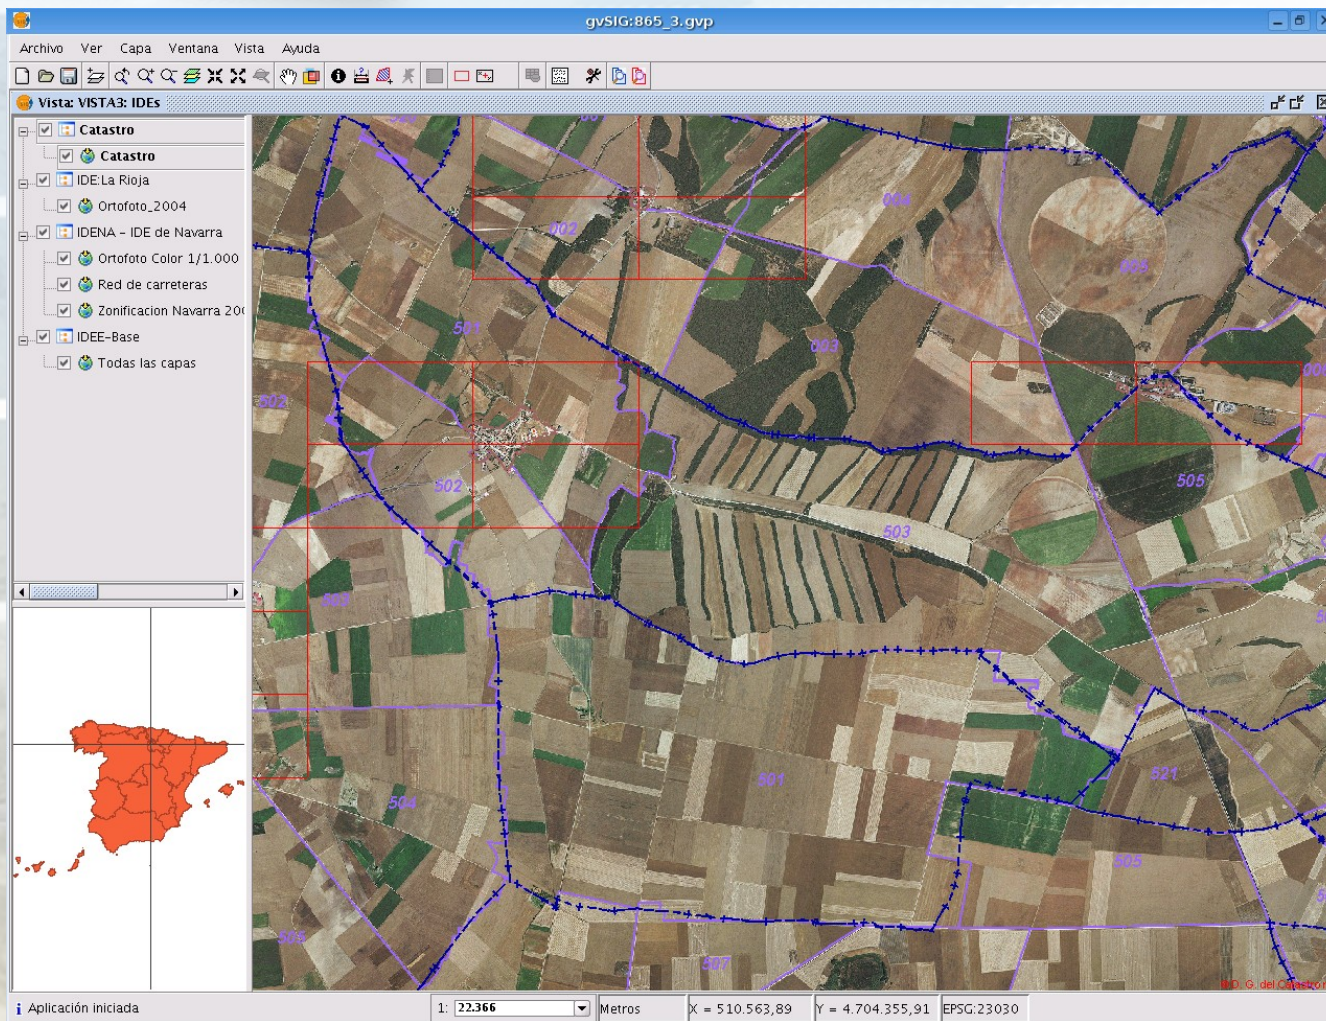 gvSIG:865_3.gvp
Archivo Ver Capa Ventana Vista Ayuda
Vista: VISTA3: IDEs
Catastro
Catastro
IDE:La Rioja
Ortofoto_2004
IDENA - IDE de Navarra
Ortofoto Color 1/1.000
Red de carreteras
Zonificacion Navarra 200
IDEE-Base
Todas las capas
002
004
006
501
003
502
502
505
503
503
501
521
504
505
505
507
Aplicación iniciada
1: 22.366
Metros
X = 510.563,89
Y = 4.704.355,91
EPSG:23030